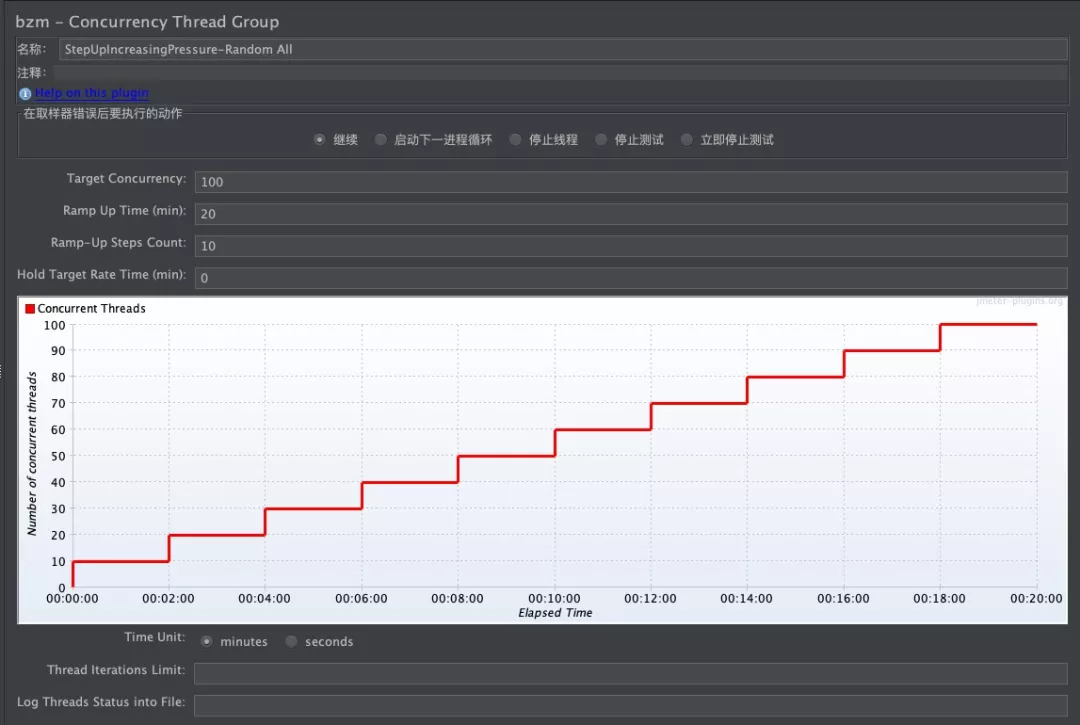 bzm - Concurrency Thread Group
名称: StepUpIncreasingPressure-Random All
注释:
Help on this plugin
在取样器错误后要执行的动作
继续 启动下一进程循环 停止线程 停止测试 立即停止测试
Target Concurrency: 100
Ramp Up Time (min): 20
Ramp-Up Steps Count: 10
Hold Target Rate Time (min): 0
jmeter-plugins.org
Concurrent Threads
100
90
80
70
60
50
40
30
20
10
0
Number of concurrent threads
00:00:00 00:02:00 00:04:00 00:06:00 00:08:00 00:10:00 00:12:00 00:14:00 00:16:00 00:18:00 00:20:00
Elapsed Time
Time Unit: minutes seconds
Thread Iterations Limit:
Log Threads Status into File: